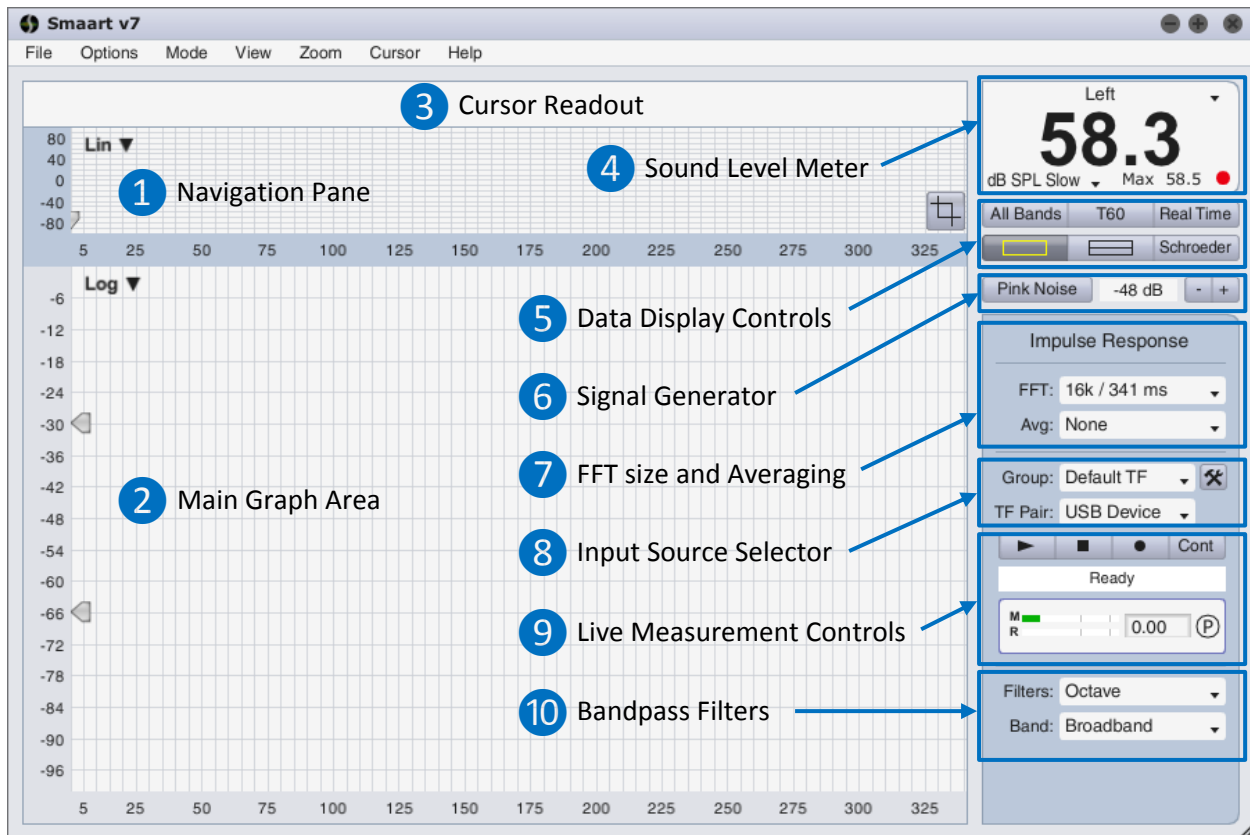 Smaart v7
File Options Mode View Zoom Cursor Help
3 Cursor Readout
80
40
0
-40
-80
Lin ▼
1 Navigation Pane
5 25 50 75 100 125 150 175 200 225 250 275 300 325
Log ▼
-6
-12
-18
-24
-30
-36
-42
-48
-54
-60
-66
-72
-78
-84
-90
-96
2 Main Graph Area
5 25 50 75 100 125 150 175 200 225 250 275 300 325
4 Sound Level Meter
5 Data Display Controls
6 Signal Generator
7 FFT size and Averaging
8 Input Source Selector
9 Live Measurement Controls
10 Bandpass Filters
Left
58.3
dB SPL Slow Max 58.5
All Bands T60 Real Time
Schroeder
Pink Noise -48 dB - +
Impulse Response
FFT: 16k / 341 ms
Avg: None
Group: Default TF
TF Pair: USB Device
Cont
Ready
M
R
0.00 P
Filters: Octave
Band: Broadband